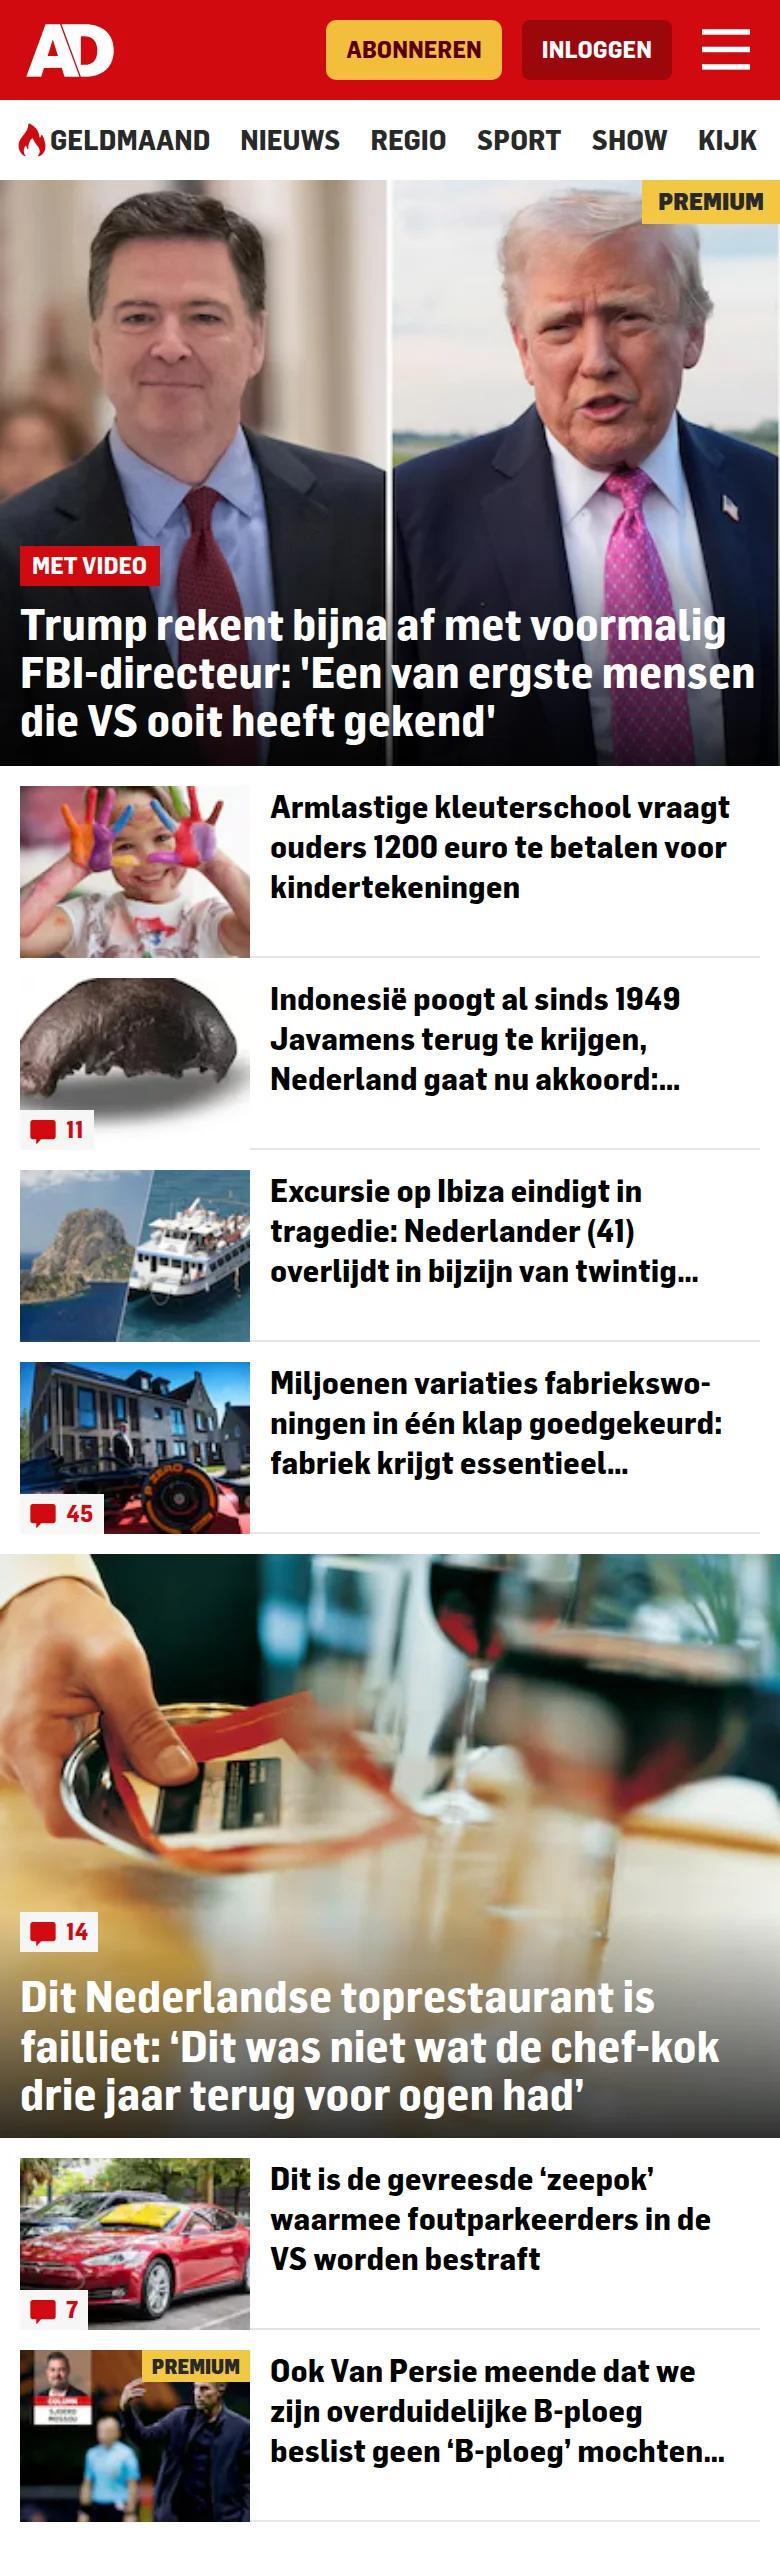 AD
ABONNEREN
INLOGGEN
GELDMAAND
NIEUWS
REGIO
SPORT
SHOW
KIJK
PREMIUM
MET VIDEO
Trump rekent bijna af met voormalig
FBI-directeur: 'Een van ergste mensen
die VS ooit heeft gekend'
Armlastige kleuterschool vraagt
ouders 1200 euro te betalen voor
kindertekeningen
Indonesië poogt al sinds 1949
Javamens terug te krijgen,
Nederland gaat nu akkoord:...
11
Excursie op Ibiza eindigt in
tragedie: Nederlander (41)
overlijdt in bijzijn van twintig...
Miljoenen variaties fabriekswo-
ningen in één klap goedgekeurd:
fabriek krijgt essentieel...
P ZERO
45
14
Dit Nederlandse toprestaurant is
failliet: ‘Dit was niet wat de chef-kok
drie jaar terug voor ogen had’
Dit is de gevreesde ‘zeepok’
waarmee foutparkeerders in de
VS worden bestraft
7
PREMIUM
COLUMN
SJOERD
MOSSOU
Ook Van Persie meende dat we
zijn overduidelijke B-ploeg
beslist geen ‘B-ploeg’ mochten...